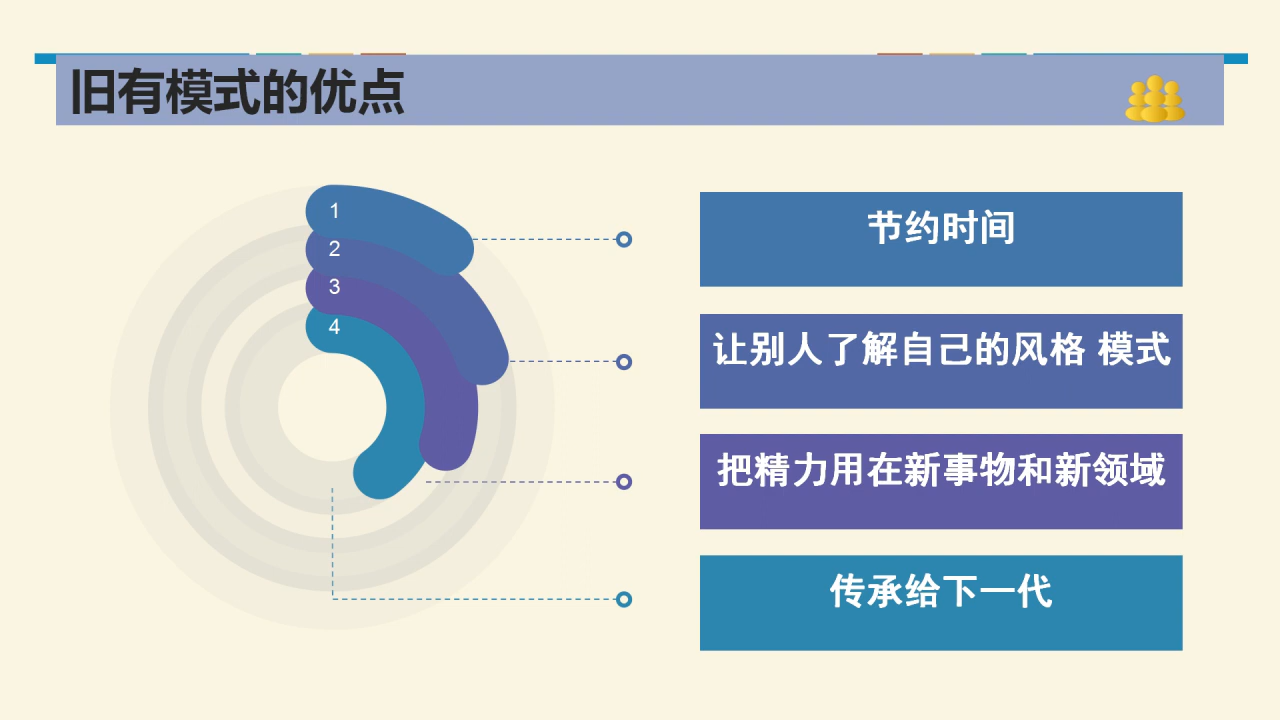 旧有模式的优点
1
2
3
4
节约时间
让别人了解自己的风格 模式
把精力用在新事物和新领域
传承给下一代